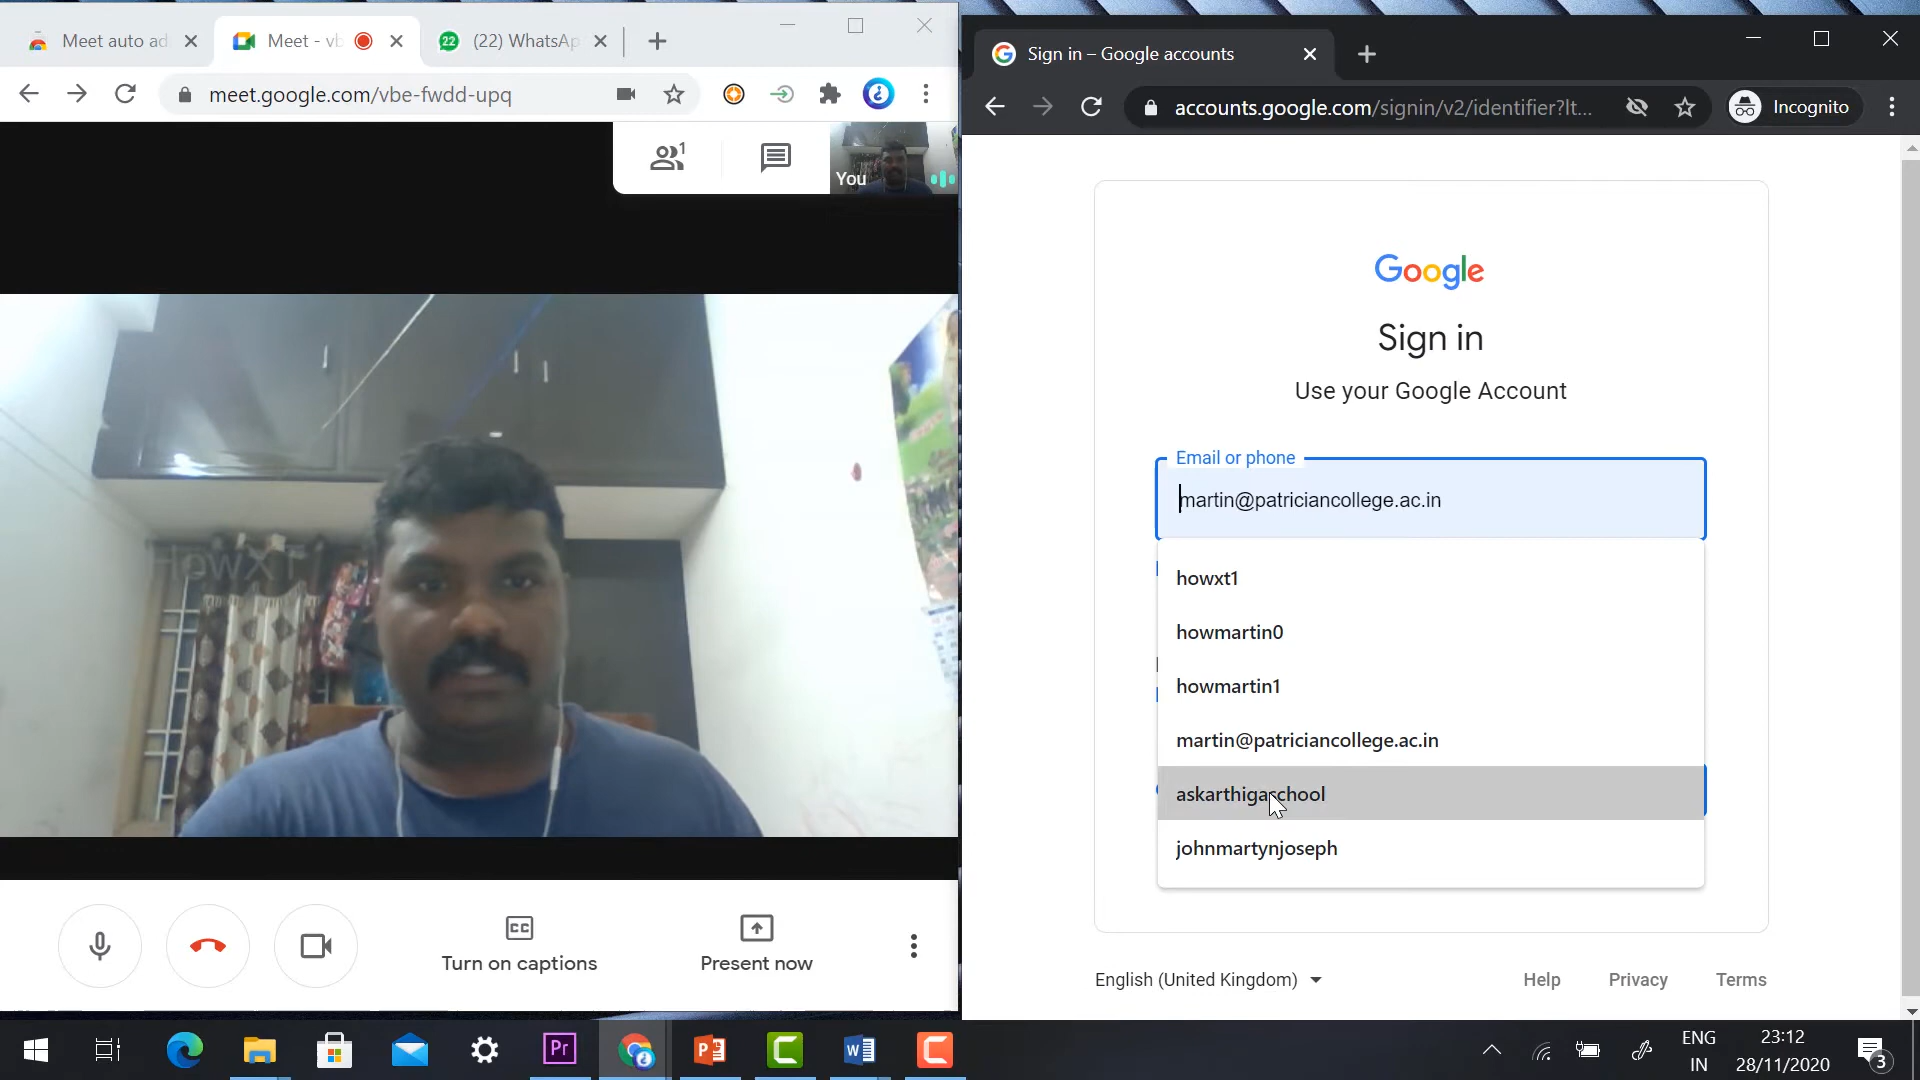 Meet auto ad
Meet - vb
(22) WhatsAp
meet.google.com/vbe-fwdd-upq
1
You
HowXT
Turn on captions
Present now
Sign in – Google accounts
accounts.google.com/signin/v2/identifier?lt...
Incognito
Google
Sign in
Use your Google Account
Email or phone
martin@patriciancollege.ac.in
howxt1
howmartin0
howmartin1
martin@patriciancollege.ac.in
askarthigaschool
johnmartynjoseph
English (United Kingdom)
Help
Privacy
Terms
Pr
ENG
IN
23:12
28/11/2020
3